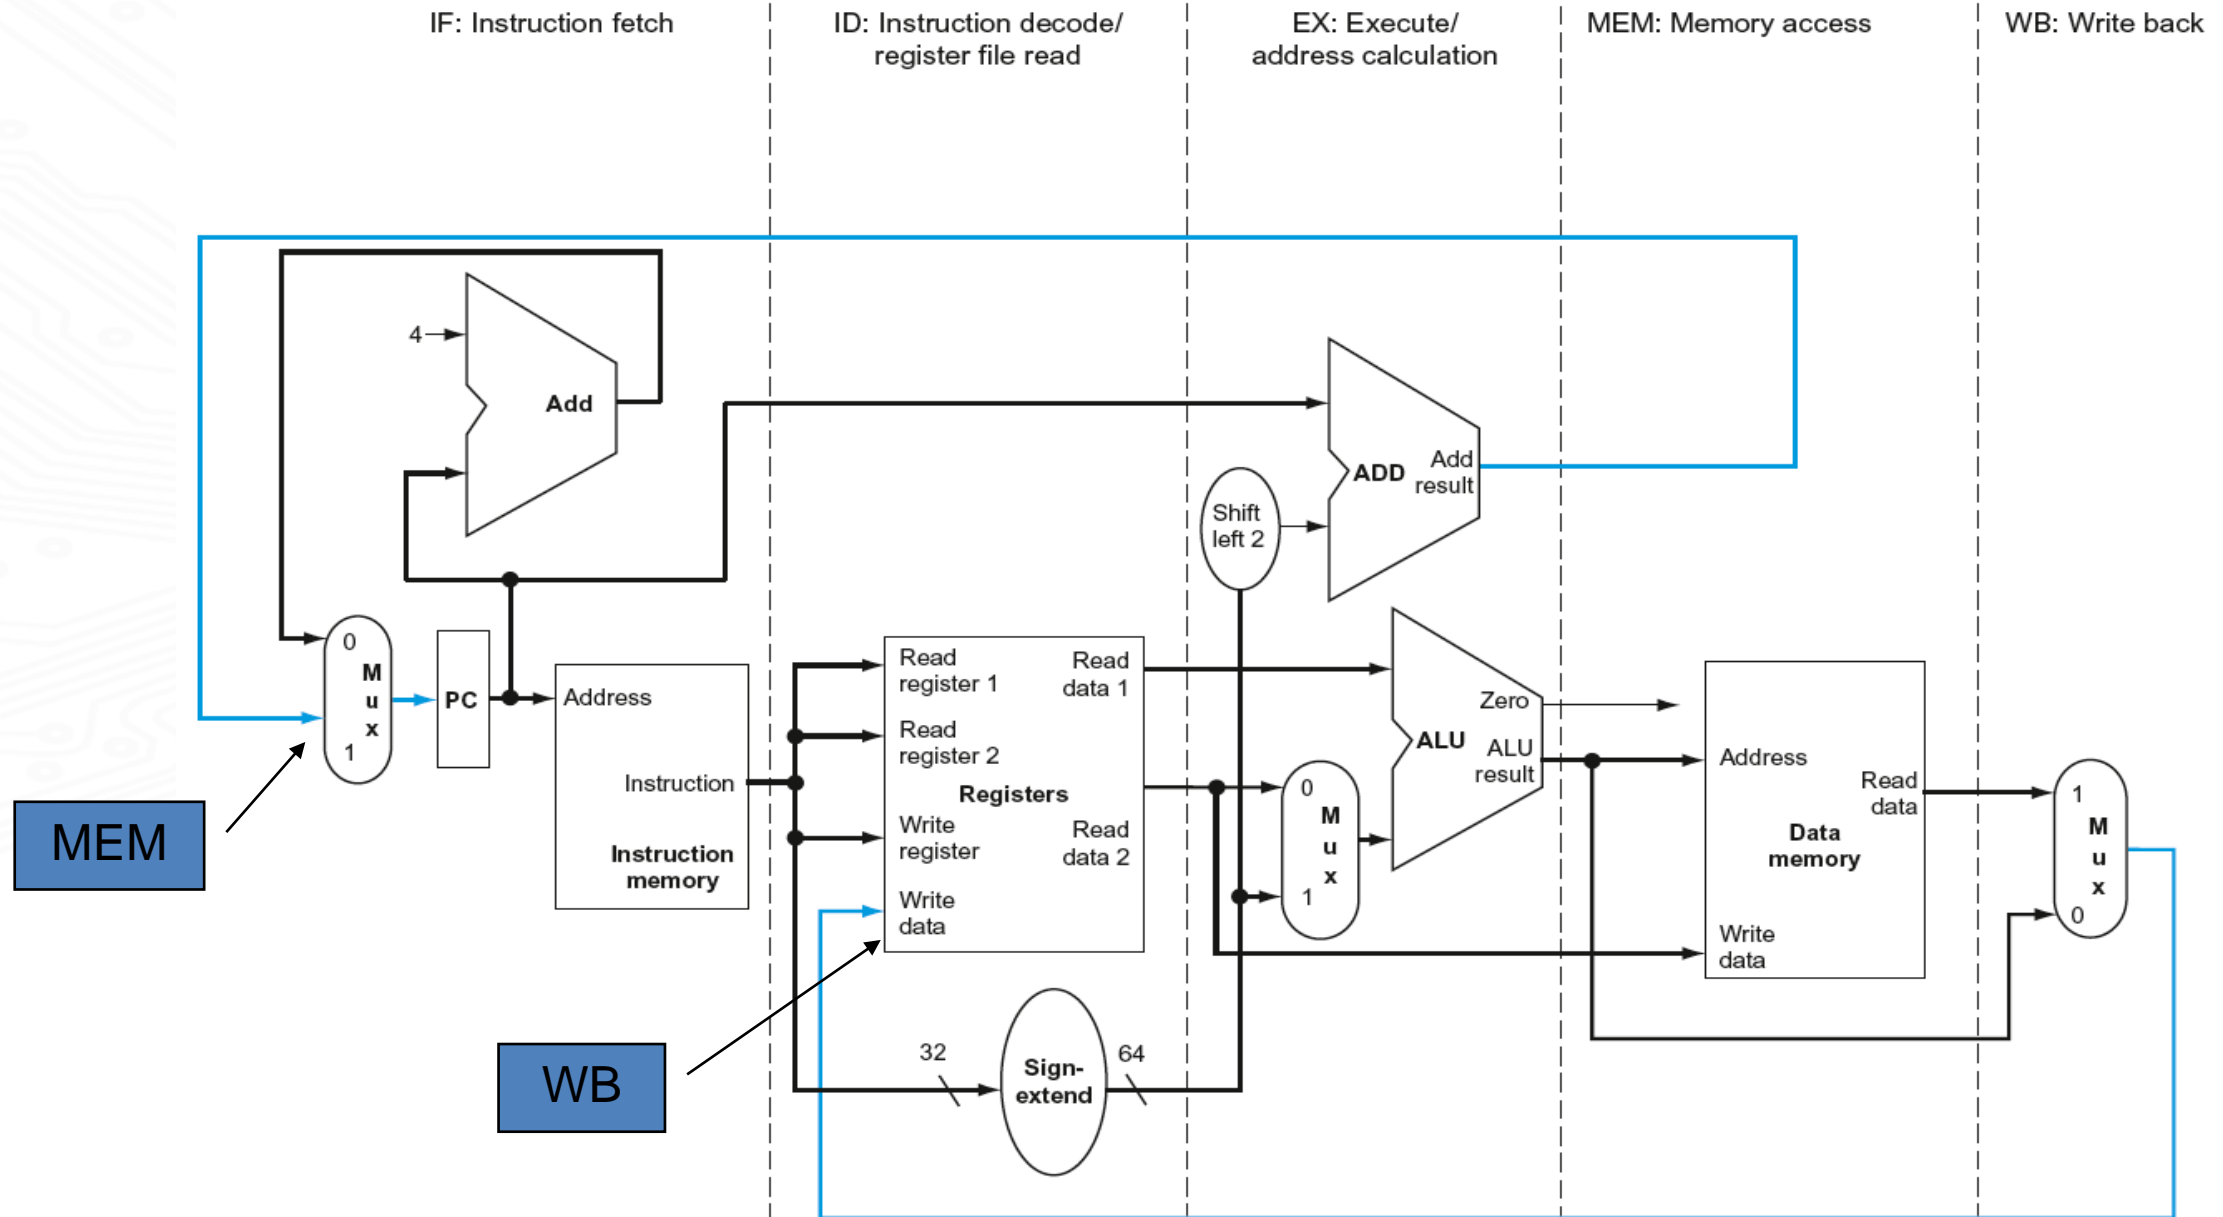 IF: Instruction fetch
ID: Instruction decode/
register file read
EX: Execute/
address calculation
MEM: Memory access
WB: Write back
4
Add
ADD
Add
result
Shift
left 2
0
M
u
x
1
PC
Address
Instruction
Instruction
memory
MEM
Read
register 1
Read
data 1
Read
register 2
Registers
Write
register
Read
data 2
Write
data
WB
32
Sign-
extend
64
0
M
u
x
1
Zero
ALU
ALU
result
Address
Read
data
Data
memory
Write
data
1
M
u
x
0